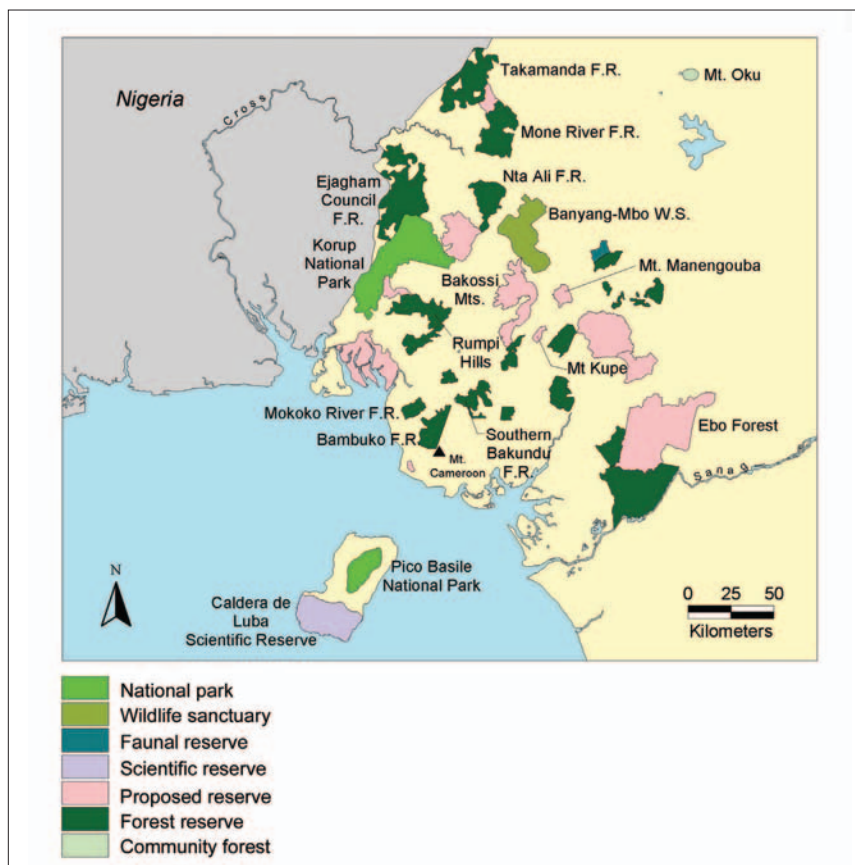 Takamanda F.R.
Mt. Oku
Nigeria
Cross
Mone River F.R.
Nta Ali F.R.
Ejagham
Council
F.R.
Banyang-Mbo W.S.
Korup
National
Park
Mt. Manengouba
Bakossi
Mts.
Rumpi
Hills
Mt Kupe
Mokoko River F.R.
Bambuko F.R.
Ebo Forest
Southern
Bakundu
F.R.
Mt.
Cameroon
Sanag
Pico Basile
National Park
N
Caldera de
Luba
Scientific Reserve
0 25 50
Kilometers
National park
Wildlife sanctuary
Faunal reserve
Scientific reserve
Proposed reserve
Forest reserve
Community forest